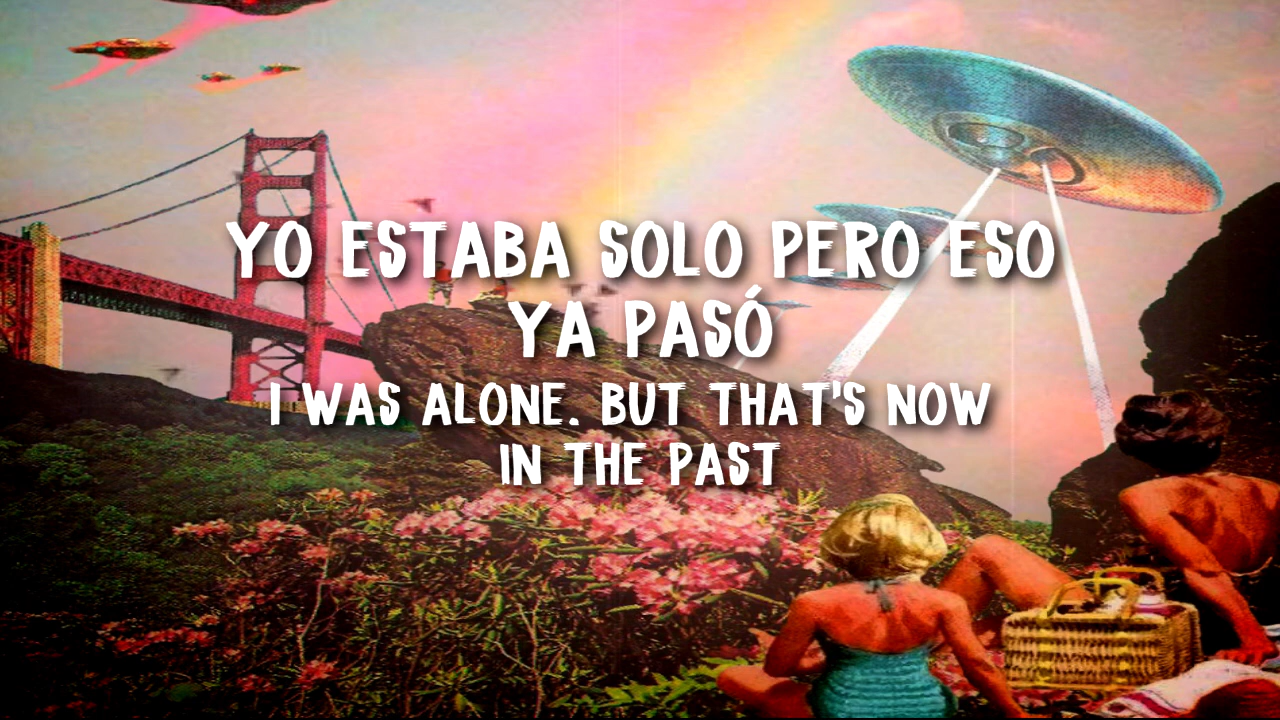 YO ESTABA SOLO PERO ESO
YA PASÓ
I WAS ALONE. BUT THAT'S NOW
IN THE PAST